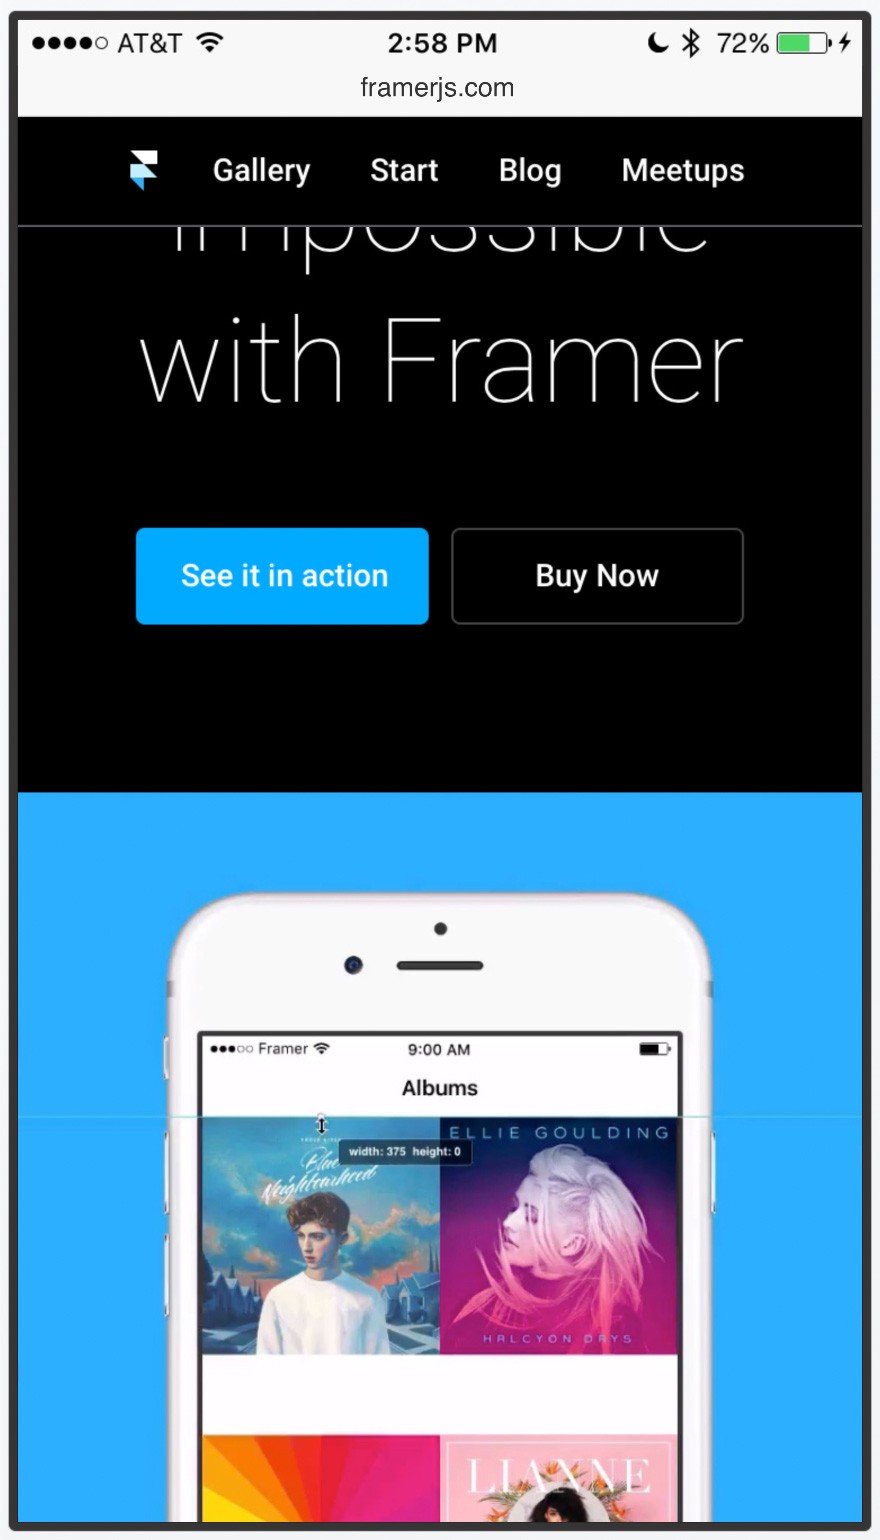 AT&T 2:58 PM 72%
framerjs.com
Gallery Start Blog Meetups
impossible
with Framer
See it in action Buy Now
Framer 9:00 AM
Albums
width: 375 height: 0
Blue
Neighbourhood
ELLIE GOULDING
HALCYON DAYS
LIANNE